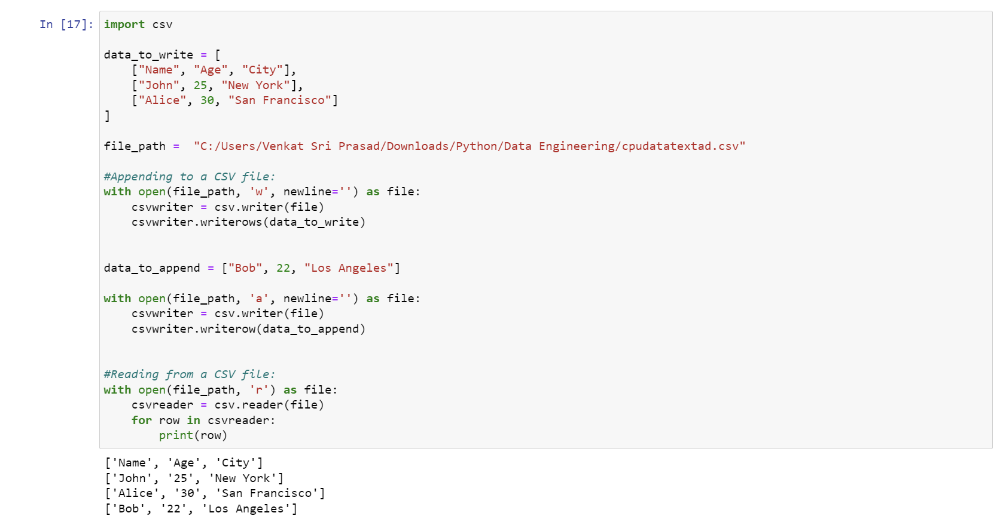 In [17]: import csv
data_to_write = [
    ["Name", "Age", "City"],
    ["John", 25, "New York"],
    ["Alice", 30, "San Francisco"]
]
file_path =  "C:/Users/Venkat Sri Prasad/Downloads/Python/Data Engineering/cpudatatextad.csv"
#Appending to a CSV file:
with open(file_path, 'w', newline='') as file:
    csvwriter = csv.writer(file)
    csvwriter.writerows(data_to_write)
data_to_append = ["Bob", 22, "Los Angeles"]
with open(file_path, 'a', newline='') as file:
    csvwriter = csv.writer(file)
    csvwriter.writerow(data_to_append)
#Reading from a CSV file:
with open(file_path, 'r') as file:
    csvreader = csv.reader(file)
    for row in csvreader:
        print(row)
['Name', 'Age', 'City']
['John', '25', 'New York']
['Alice', '30', 'San Francisco']
['Bob', '22', 'Los Angeles']